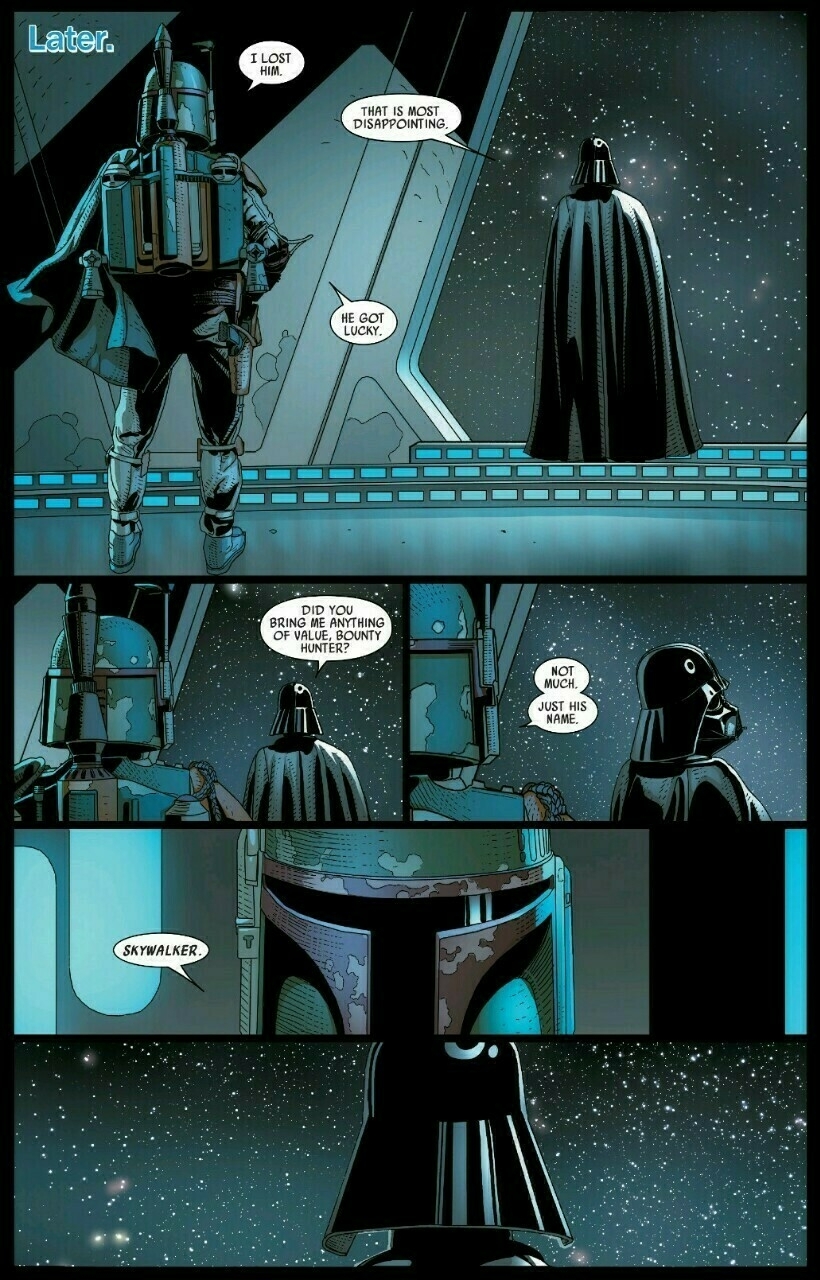 Later.
I LOST
HIM.
THAT IS MOST
DISAPPOINTING.
HE GOT
LUCKY.
DID YOU
BRING ME ANYTHING
OF VALUE, BOUNTY
HUNTER?
NOT
MUCH.
JUST HIS
NAME.
SKYWALKER.